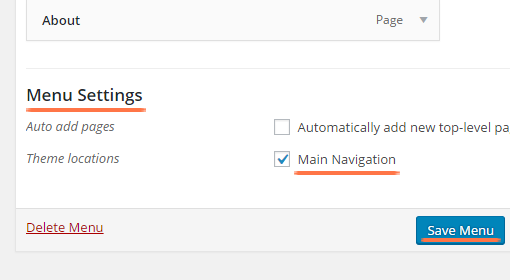 About Page
Menu Settings
Auto add pages Automatically add new top-level pa
Theme locations Main Navigation
Delete Menu Save Menu